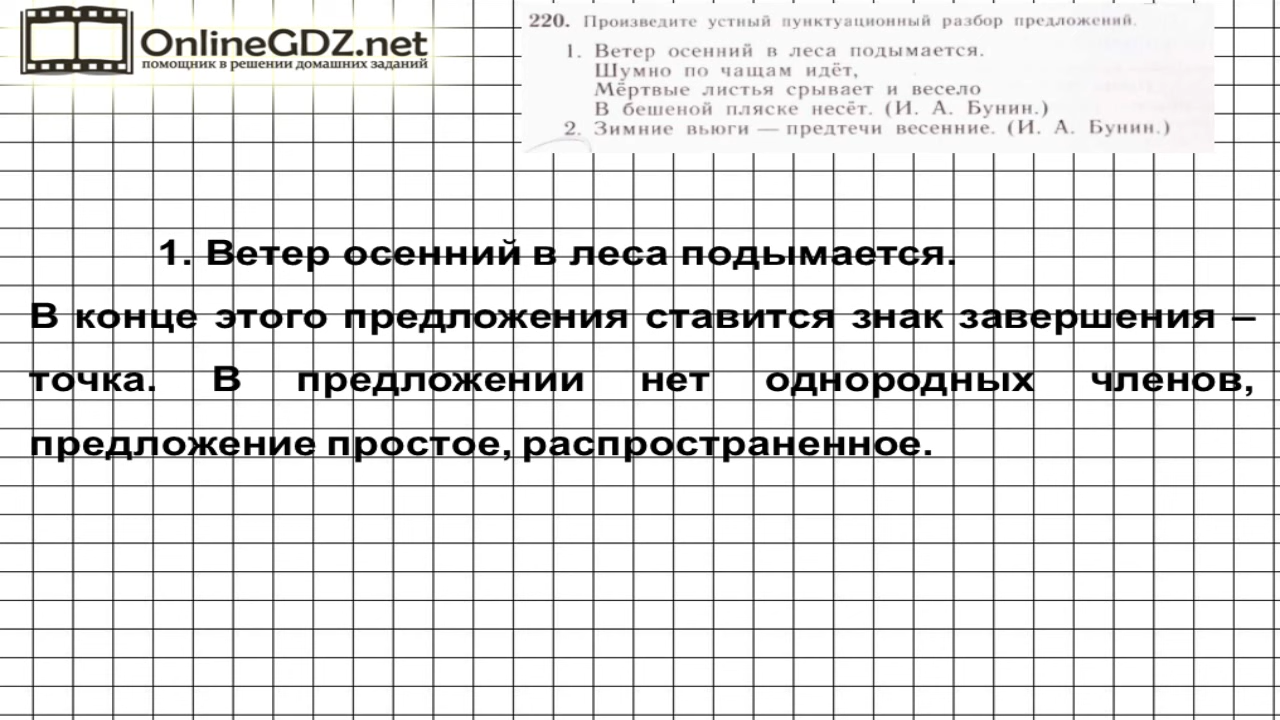 OnlineGDZ.net
помощник в решении домашних заданий
220. Произведите устный пунктуационный разбор предложений.
1. Ветер осенний в леса подымается.
Шумно по чащам идёт,
Мёртвые листья срывает и весело
В бешеной пляске несёт. (И. А. Бунин.)
2. Зимние вьюги — предтечи весенние. (И. А. Бунин.)
1. Ветер осенний в леса подымается.
В конце этого предложения ставится знак завершения –
точка. В предложении нет однородных членов,
предложение простое, распространенное.